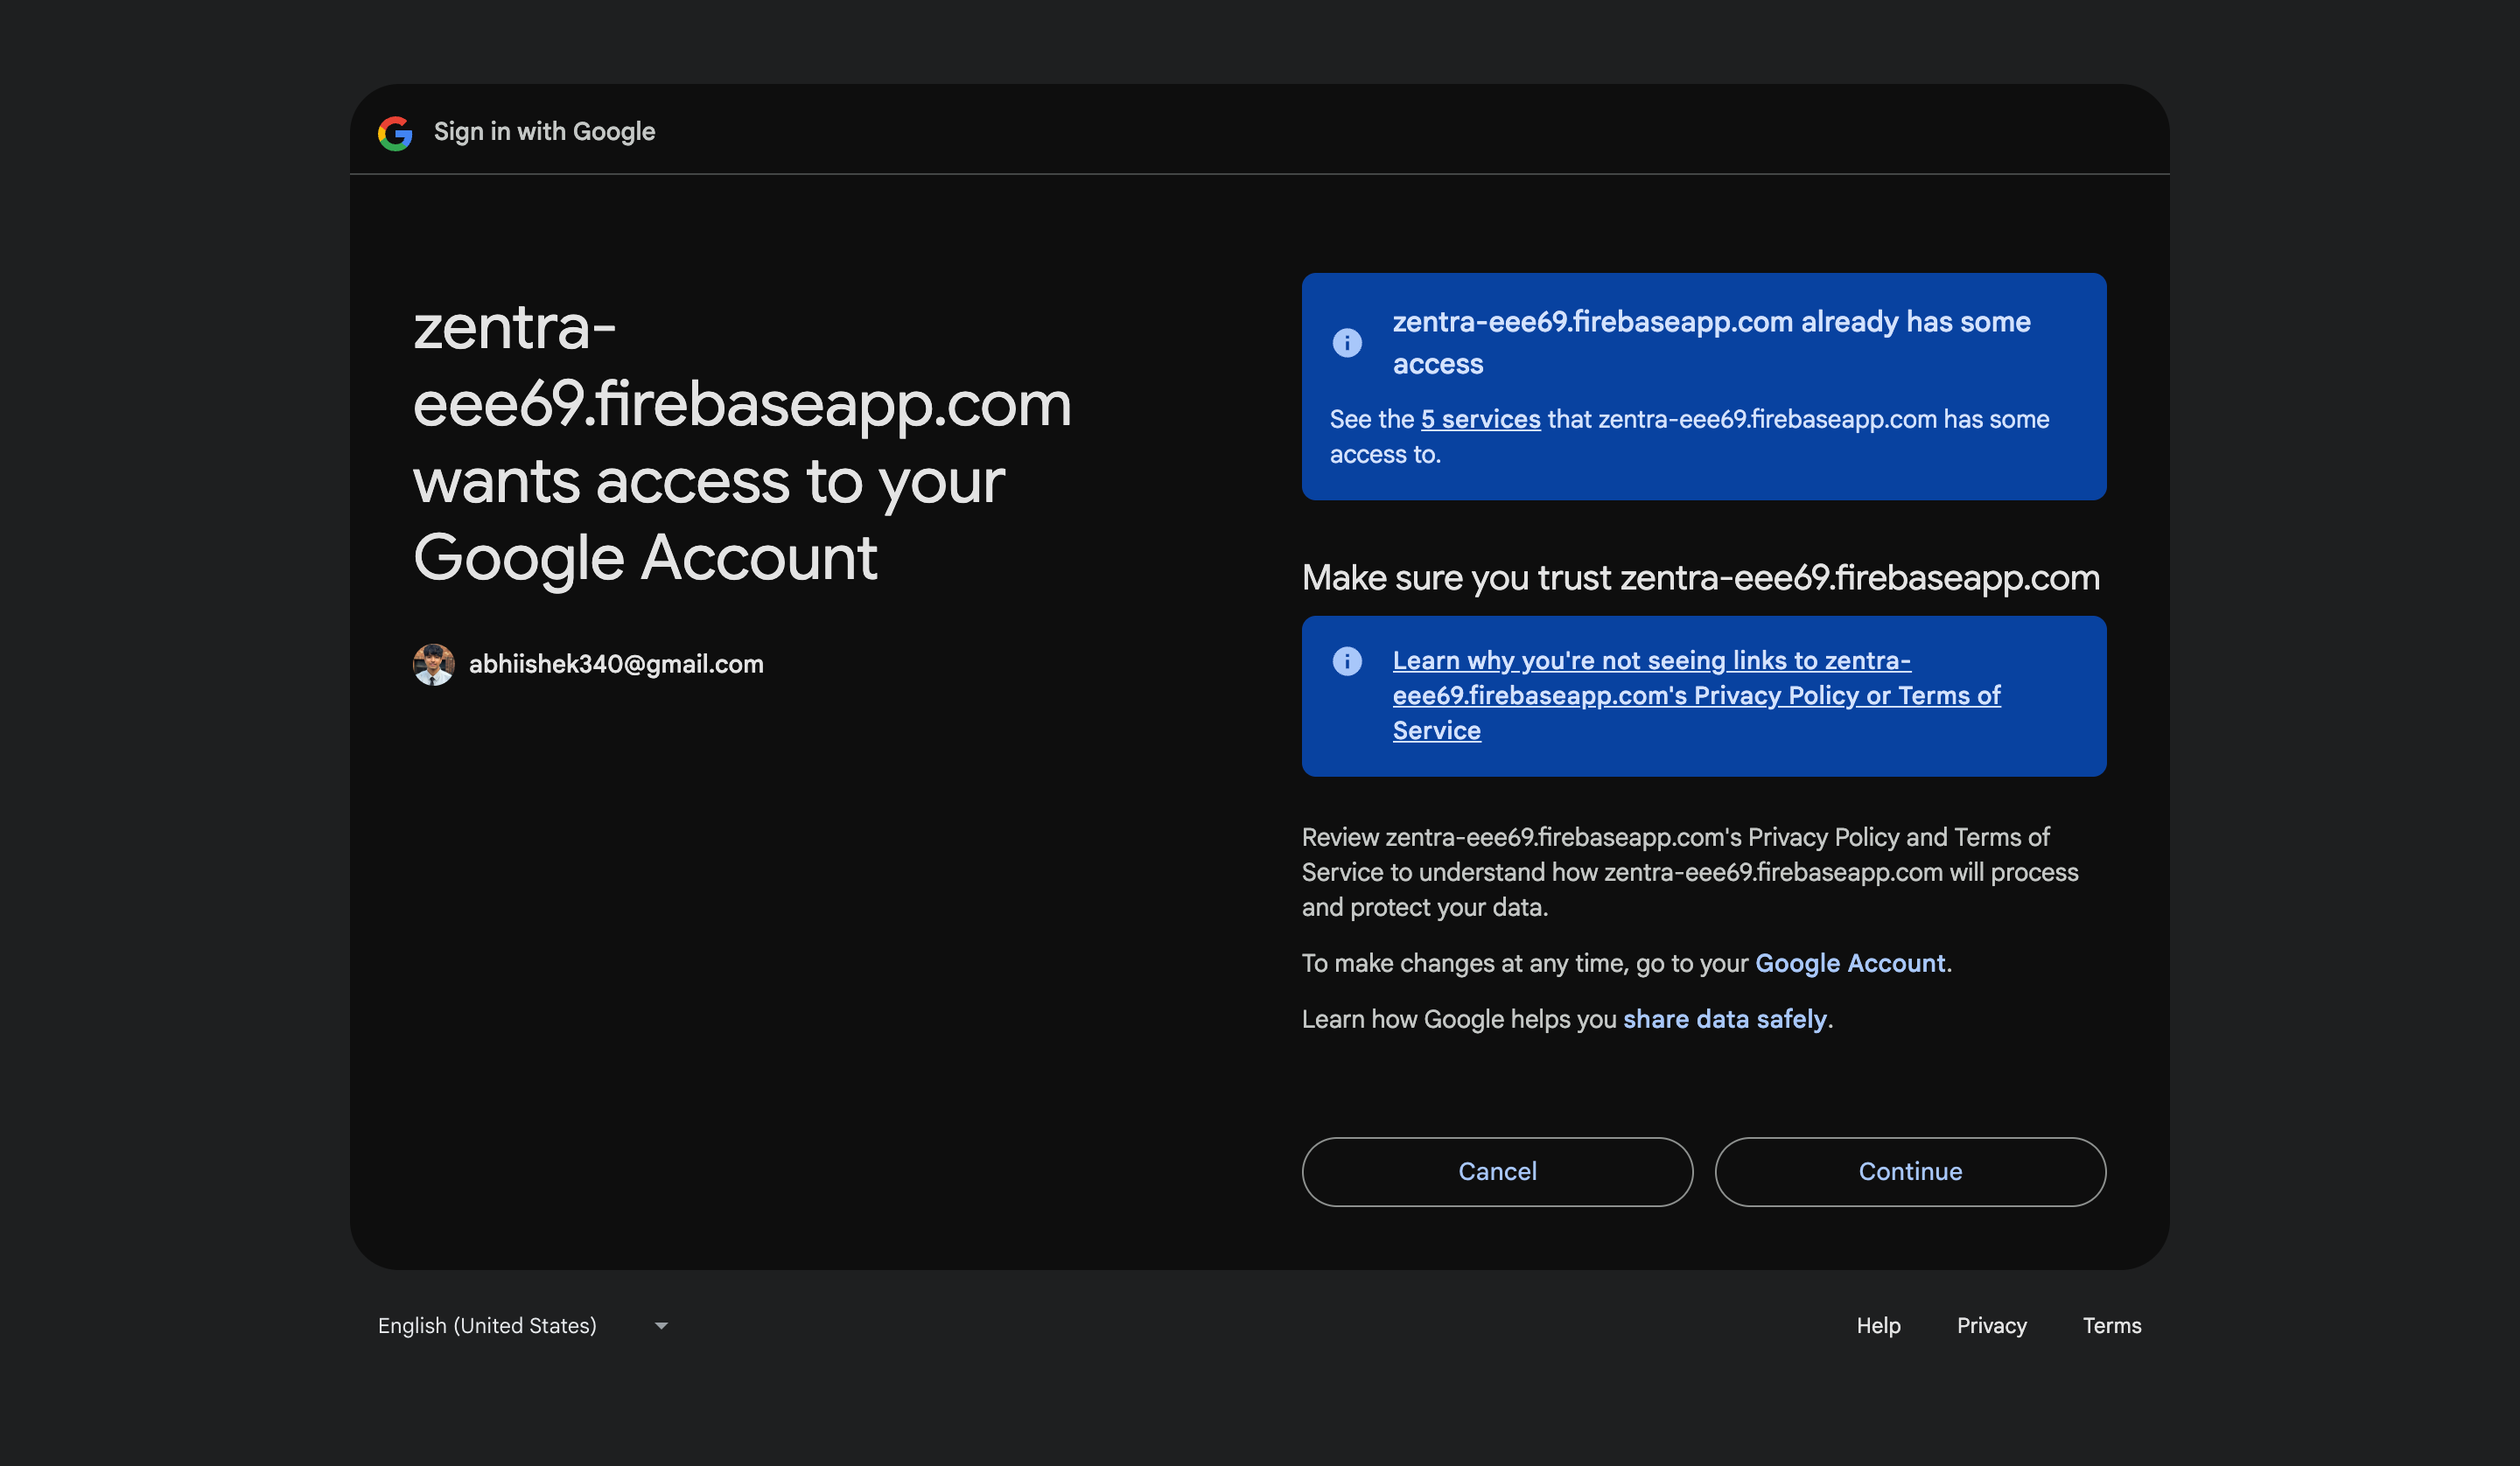 Sign in with Google
zentra-
eee69.firebaseapp.com
wants access to your
Google Account
abhiishek340@gmail.com
zentra-eee69.firebaseapp.com already has some
access
See the 5 services that zentra-eee69.firebaseapp.com has some
access to.
Make sure you trust zentra-eee69.firebaseapp.com
Learn why you're not seeing links to zentra-
eee69.firebaseapp.com's Privacy Policy or Terms of
Service
Review zentra-eee69.firebaseapp.com's Privacy Policy and Terms of
Service to understand how zentra-eee69.firebaseapp.com will process
and protect your data.
To make changes at any time, go to your Google Account.
Learn how Google helps you share data safely.
Cancel
Continue
English (United States)
Help
Privacy
Terms